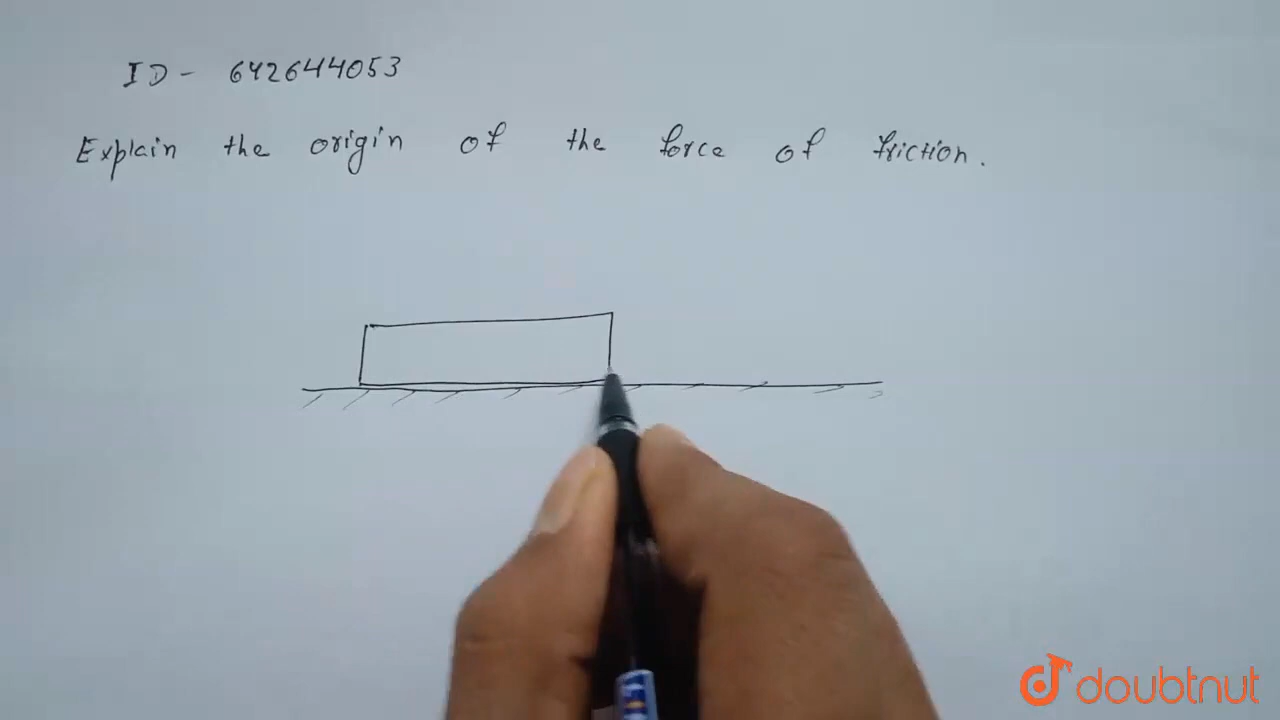 ID - 642644053
Explain the origin of the force of friction.
doubtnut